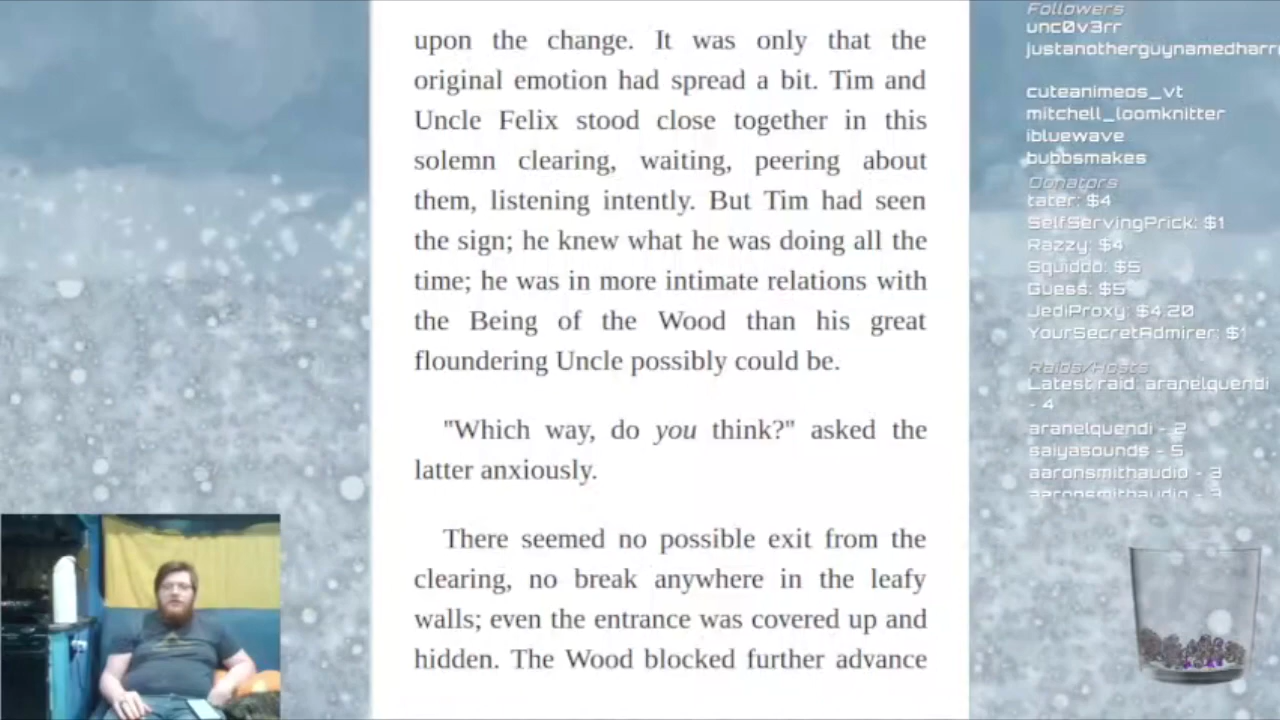 upon the change. It was only that the
original emotion had spread a bit. Tim and
Uncle Felix stood close together in this
solemn clearing, waiting, peering about
them, listening intently. But Tim had seen
the sign; he knew what he was doing all the
time; he was in more intimate relations with
the Being of the Wood than his great
floundering Uncle possibly could be.
"Which way, do you think?" asked the
latter anxiously.
There seemed no possible exit from the
clearing, no break anywhere in the leafy
walls; even the entrance was covered up and
hidden. The Wood blocked further advance
Followers
unc0v3rr
justanotherguynamedharr
cuteanimeos_vt
mitchell_loomknitter
ibluewave
bubbsmakes
Donators
tater: $4
SelfServingPrick: $1
Razzy: $4
Squidd0: $5
Guess: $5
JediProxy: $4.20
YourSecretAdmirer: $1
Raids/Hosts
Latest raid: aranelquendi
- 4
aranelquendi - 2
saiyasounds - 5
aaronsmithaudio - 3
aaronsmithaudio - 3